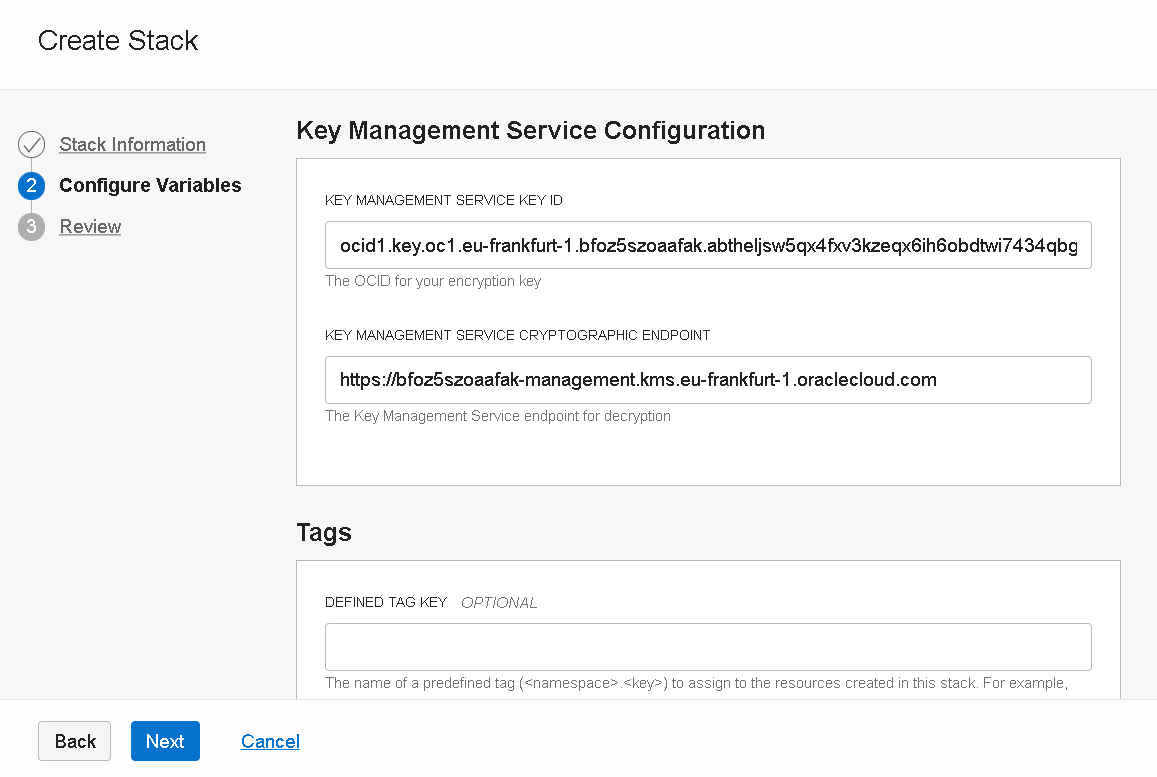 Create Stack
Stack Information
2 Configure Variables
3 Review
Key Management Service Configuration
KEY MANAGEMENT SERVICE KEY ID
ocid1.key.oc1.eu-frankfurt-1.bfoz5szoaafak.abtheljsw5qx4fxv3kzeqx6ih6obdtwi7434qbg
The OCID for your encryption key
KEY MANAGEMENT SERVICE CRYPTOGRAPHIC ENDPOINT
https://bfoz5szoaafak-management.kms.eu-frankfurt-1.oraclecloud.com
The Key Management Service endpoint for decryption
Tags
DEFINED TAG KEY OPTIONAL
The name of a predefined tag (<namespace>.<key>) to assign to the resources created in this stack. For example,
Back Next Cancel